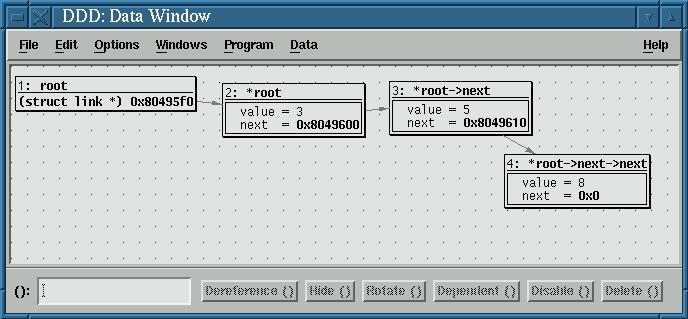 DDD: Data Window
File Edit Options Windows Program Data Help
1: root
(struct link *) 0x80495f0
2: *root
value = 3
next = 0x8049600
3: *root->next
value = 5
next = 0x8049610
4: *root->next->next
value = 8
next = 0x0
(): Dereference () Hide () Rotate () Dependent () Disable () Delete ()